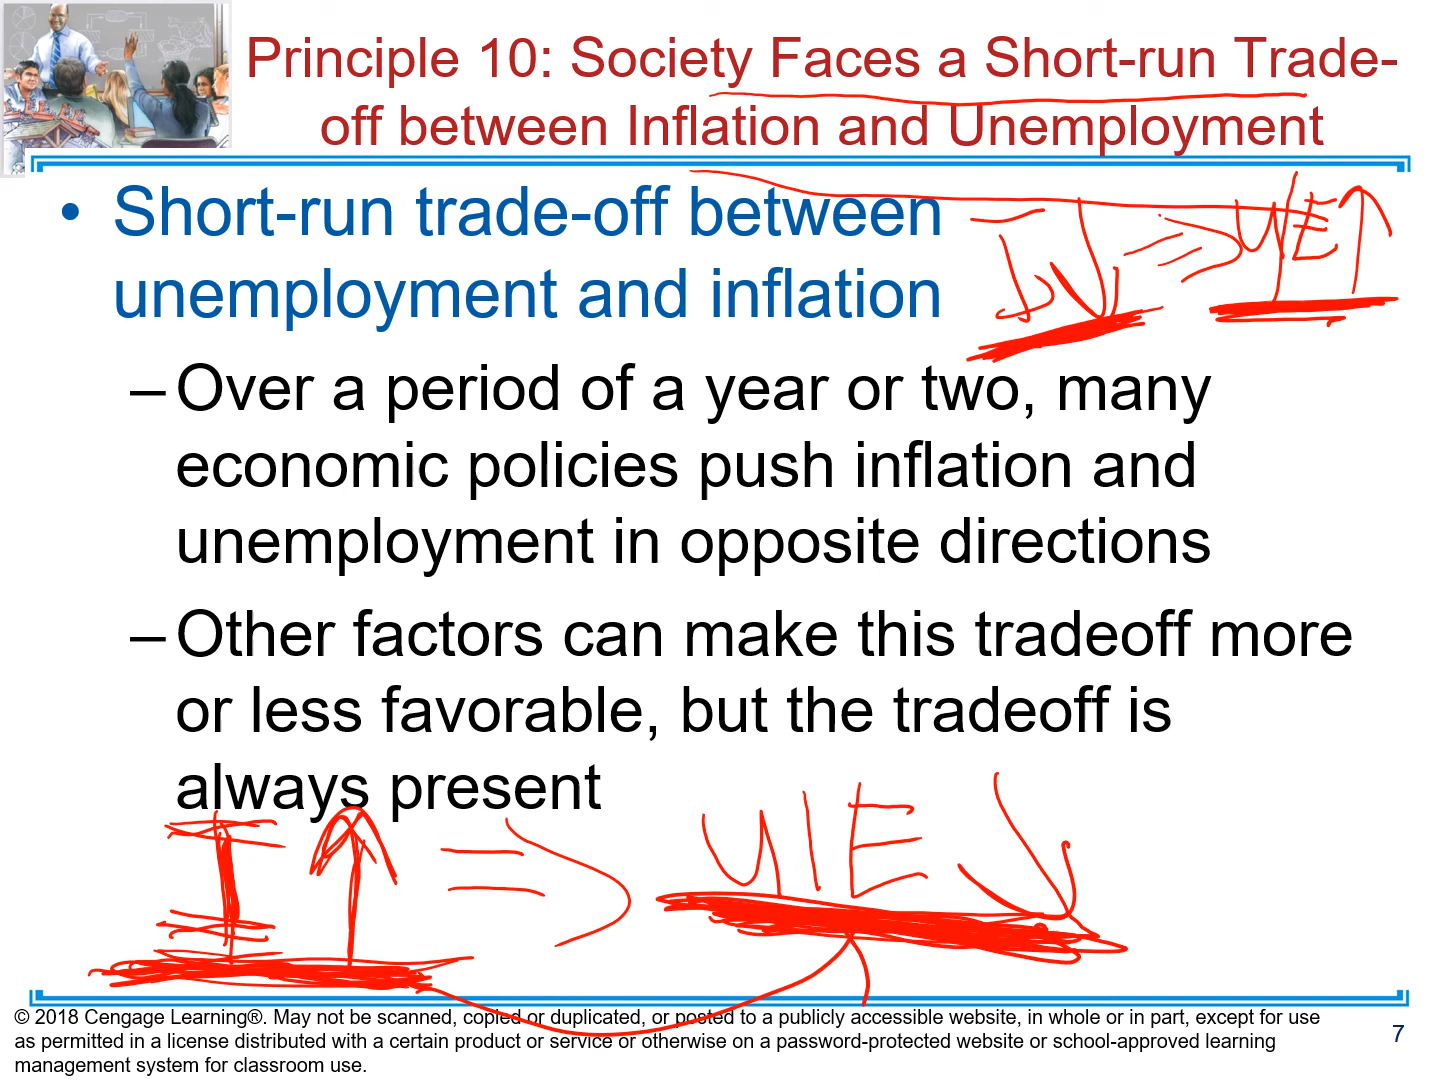 Principle 10: Society Faces a Short-run Trade-
off between Inflation and Unemployment
• Short-run trade-off between
unemployment and inflation
I↓ ⇒ UE↑
– Over a period of a year or two, many
economic policies push inflation and
unemployment in opposite directions
– Other factors can make this tradeoff more
or less favorable, but the tradeoff is
always present
I↑ ⇒ UE↓
© 2018 Cengage Learning®. May not be scanned, copied or duplicated, or posted to a publicly accessible website, in whole or in part, except for use
as permitted in a license distributed with a certain product or service or otherwise on a password-protected website or school-approved learning
management system for classroom use.
7